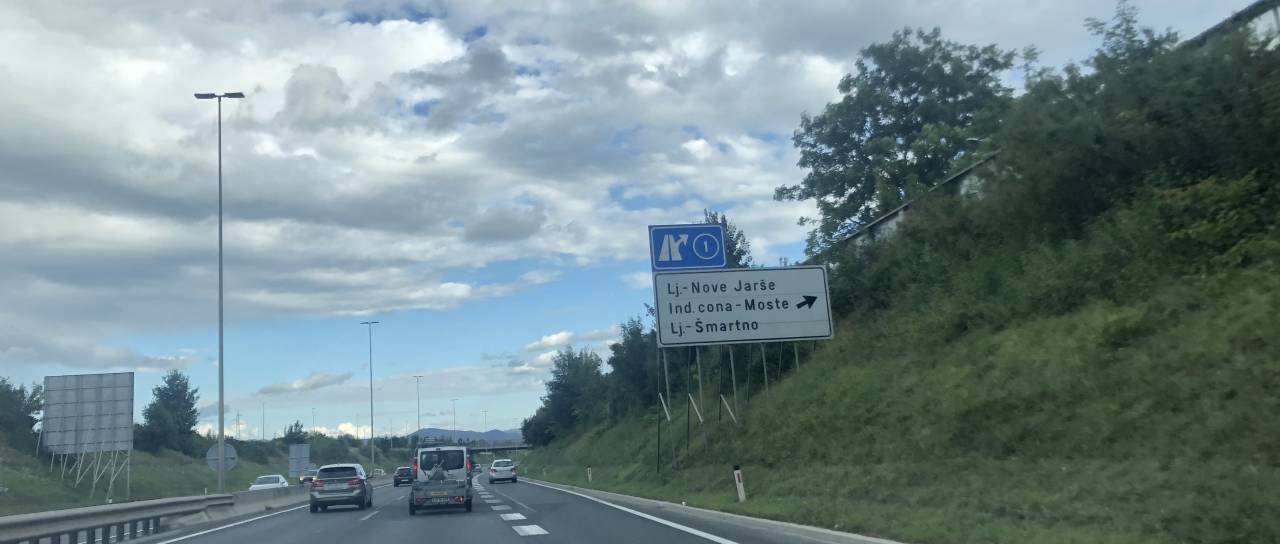 1
Lj.-Nove Jarše
Ind. cona-Moste
Lj.-Šmartno